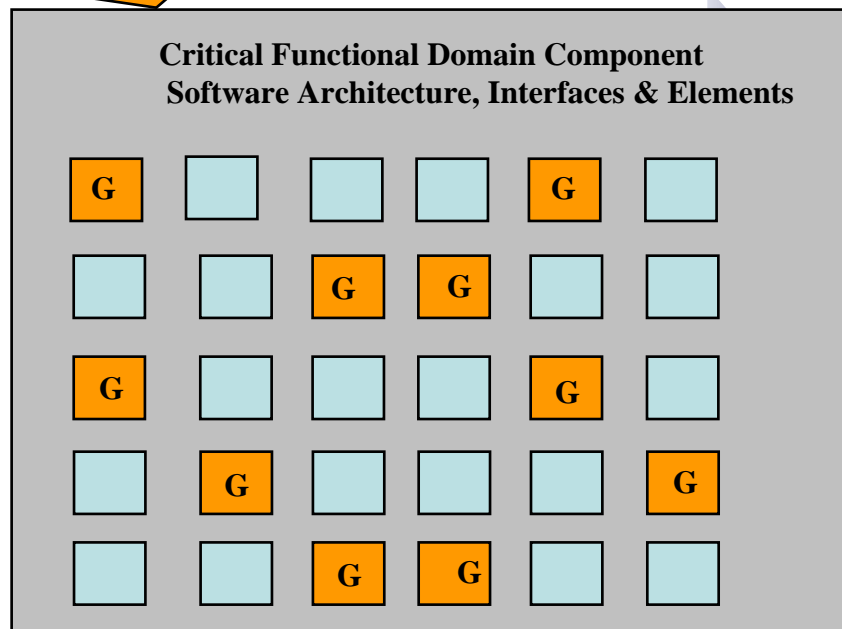 Critical Functional Domain Component
Software Architecture, Interfaces & Elements
G G
G G
G G
G G
G G